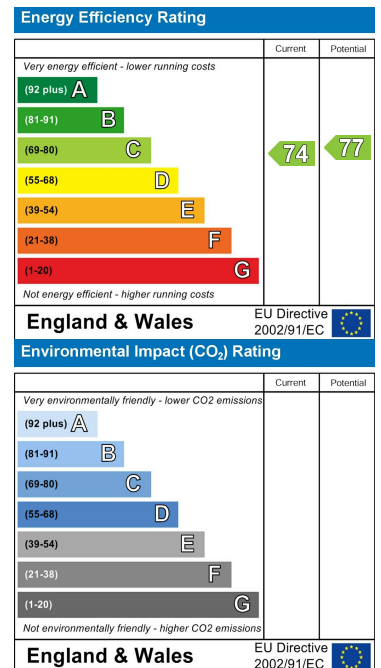 Energy Efficiency Rating
Current Potential
Very energy efficient - lower running costs
(92 plus) A
(81-91) B
(69-80) C
(55-68) D
(39-54) E
(21-38) F
(1-20) G
74 77
Not energy efficient - higher running costs
England & Wales
EU Directive
2002/91/EC
Environmental Impact (CO₂) Rating
Current Potential
Very environmentally friendly - lower CO2 emissions
(92 plus) A
(81-91) B
(69-80) C
(55-68) D
(39-54) E
(21-38) F
(1-20) G
Not environmentally friendly - higher CO2 emissions
England & Wales
EU Directive
2002/91/EC